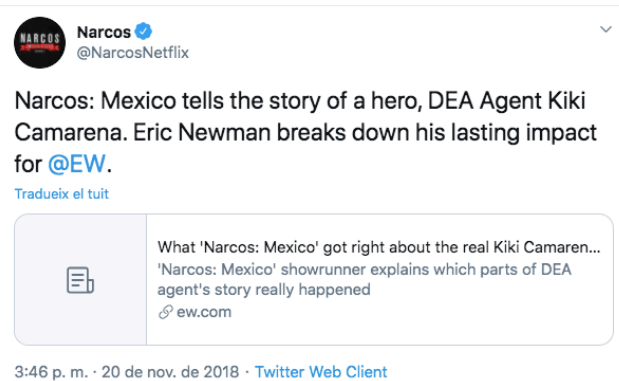 NARCOS
Narcos
@NarcosNetflix
Narcos: Mexico tells the story of a hero, DEA Agent Kiki
Camarena. Eric Newman breaks down his lasting impact
for @EW.
Tradueix el tuit
What 'Narcos: Mexico' got right about the real Kiki Camaren...
'Narcos: Mexico' showrunner explains which parts of DEA
agent's story really happened
ew.com
3:46 p. m. · 20 de nov. de 2018 · Twitter Web Client